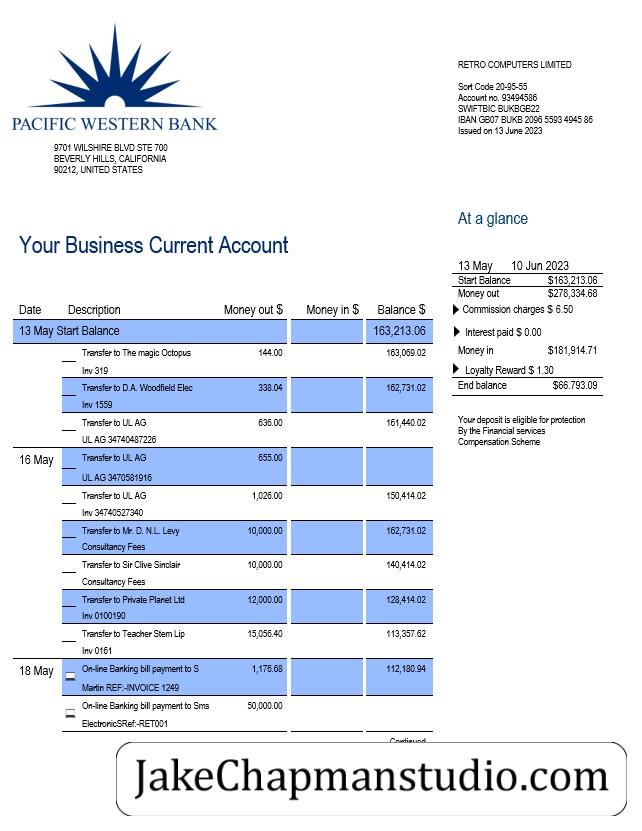 PACIFIC WESTERN BANK
9701 WILSHIRE BLVD STE 700
BEVERLY HILLS, CALIFORNIA
90212, UNITED STATES
RETRO COMPUTERS LIMITED
Sort Code 20-95-55
Account no. 93494586
SWIFTBIC BUKBGB22
IBAN GB07 BUKB 2096 5593 4945 86
Issued on 13 June 2023
At a glance
13 May 10 Jun 2023
Start Balance $163,213.06
Money out $278,334.68
Commission charges $ 6.50
Interest paid $ 0.00
Money in $181,914.71
Loyalty Reward $ 1.30
End balance $66.793.09
Your deposit is eligible for protection
By the Financial services
Compensation Scheme
Your Business Current Account
Date Description Money out $ Money in $ Balance $
13 May Start Balance 163,213.06
Transfer to The magic Octopus 144.00 163,069.02
Inv 319
Transfer to D.A. Woodfield Elec 338.04 162,731.02
Inv 1559
Transfer to UL AG 636.00 161,440.02
UL AG 34740487226
16 May Transfer to UL AG 655.00
UL AG 3470581916
Transfer to UL AG 1,026.00 150,414.02
Inv 34740527340
Transfer to Mr. D. N.L. Levy 10,000.00 162,731.02
Consultancy Fees
Transfer to Sir Clive Sinclair 10,000.00 140,414.02
Consultancy Fees
Transfer to Private Planet Ltd 12,000.00 128,414.02
Inv 0100190
Transfer to Teacher Stem Lip 15,056.40 113,357.62
Inv 0161
18 May On-line Banking bill payment to S 1,176.68 112,180.94
Martin REF:-INVOICE 1249
On-line Banking bill payment to Sms 50,000.00
ElectronicSRef:-RET001
Continued
JakeChapmanstudio.com